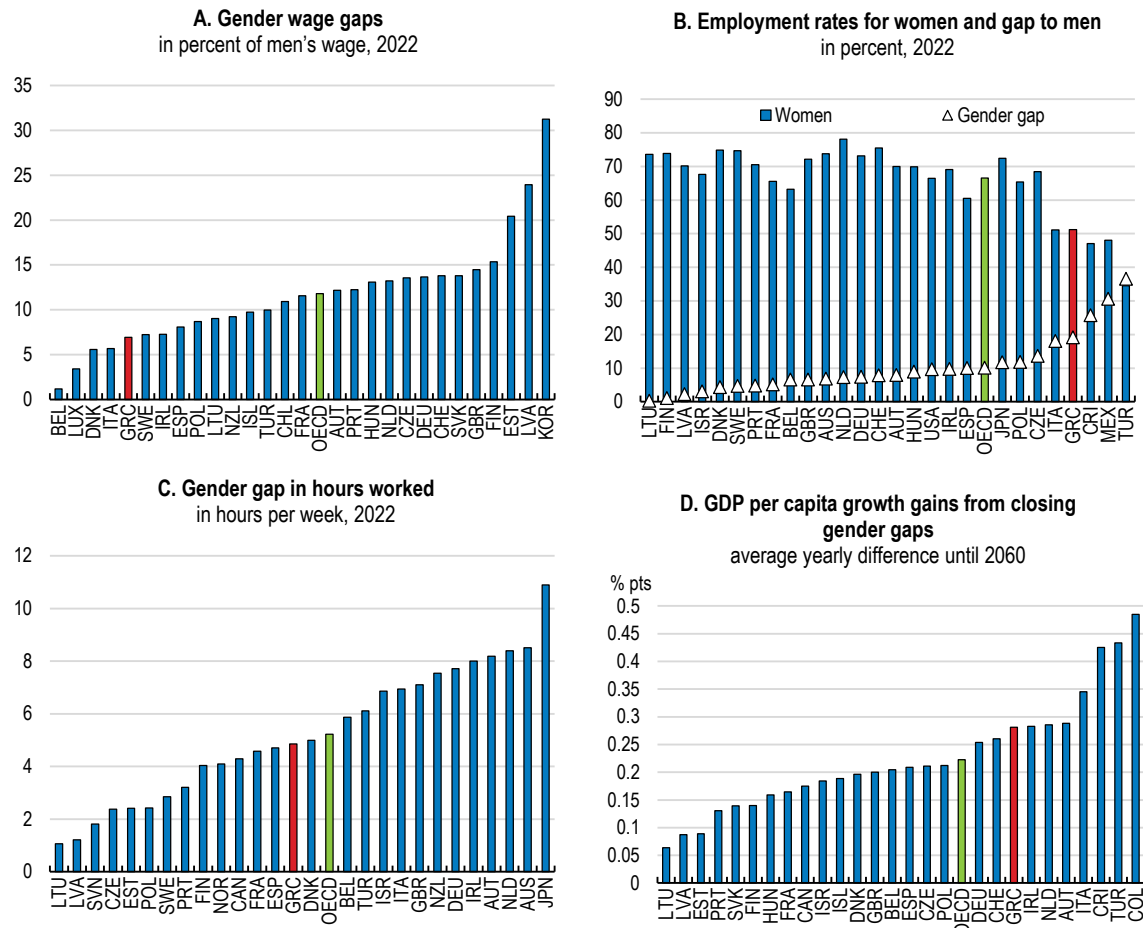 A. Gender wage gaps
in percent of men's wage, 2022
35
30
25
20
15
10
5
0
BEL
LUX
DNK
ITA
GRC
SWE
IRL
ESP
POL
LTU
NZL
ISL
TUR
CHL
FRA
OECD
AUT
PRT
HUN
NLD
CZE
DEU
CHE
SVK
GBR
FIN
EST
LVA
KOR
B. Employment rates for women and gap to men
in percent, 2022
Women
Gender gap
90
80
70
60
50
40
30
20
10
0
LTU
FIN
LVA
ISR
DNK
SWE
PRT
FRA
BEL
GBR
AUS
NLD
DEU
CHE
AUT
HUN
USA
IRL
ESP
OECD
JPN
POL
CZE
ITA
GRC
CRI
MEX
TUR
C. Gender gap in hours worked
in hours per week, 2022
12
10
8
6
4
2
0
LTU
LVA
SVN
CZE
EST
POL
SWE
PRT
FIN
NOR
CAN
FRA
ESP
GRC
DNK
OECD
BEL
TUR
ISR
ITA
GBR
NZL
DEU
IRL
AUT
NLD
AUS
JPN
D. GDP per capita growth gains from closing
gender gaps
average yearly difference until 2060
% pts
0.5
0.45
0.4
0.35
0.3
0.25
0.2
0.15
0.1
0.05
0
LTU
LVA
EST
PRT
SVK
FIN
HUN
FRA
CAN
ISR
ISL
DNK
GBR
BEL
ESP
CZE
POL
OECD
DEU
CHE
GRC
IRL
NLD
AUT
ITA
CRI
TUR
COL